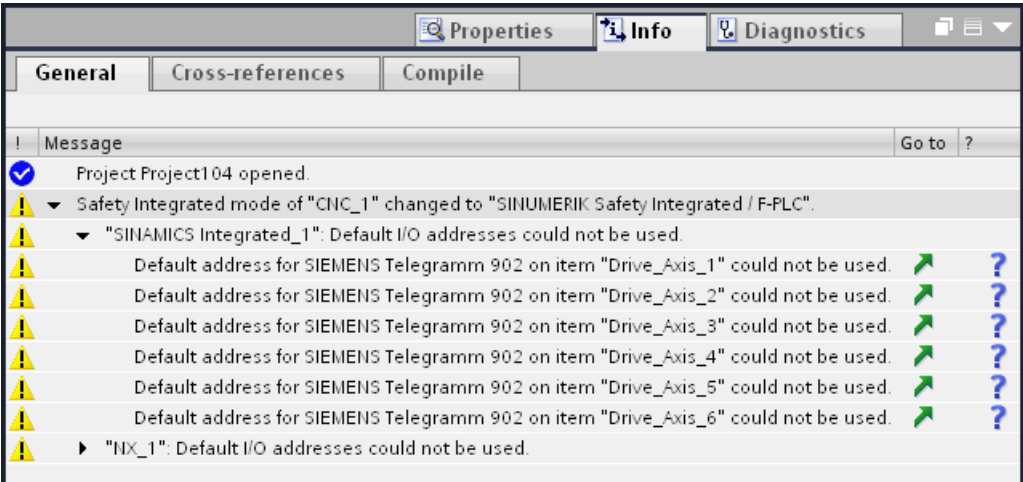 Properties Info Diagnostics
General Cross-references Compile
! Message Go to ?
Project Project104 opened.
Safety Integrated mode of "CNC_1" changed to "SINUMERIK Safety Integrated / F-PLC".
"SINAMICS Integrated_1": Default I/O addresses could not be used.
Default address for SIEMENS Telegramm 902 on item "Drive_Axis_1" could not be used. ?
Default address for SIEMENS Telegramm 902 on item "Drive_Axis_2" could not be used. ?
Default address for SIEMENS Telegramm 902 on item "Drive_Axis_3" could not be used. ?
Default address for SIEMENS Telegramm 902 on item "Drive_Axis_4" could not be used. ?
Default address for SIEMENS Telegramm 902 on item "Drive_Axis_5" could not be used. ?
Default address for SIEMENS Telegramm 902 on item "Drive_Axis_6" could not be used. ?
"NX_1": Default I/O addresses could not be used.